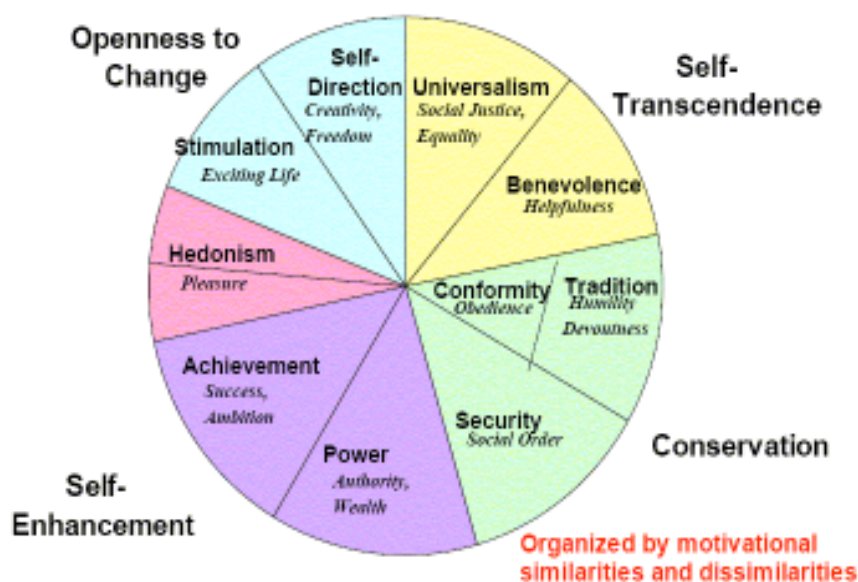 Openness to
Change
Self-
Direction
Creativity,
Freedom
Universalism
Social Justice,
Equality
Self-
Transcendence
Stimulation
Exciting Life
Benevolence
Helpfulness
Hedonism
Pleasure
Conformity
Obedience
Tradition
Humility
Devoutness
Achievement
Success,
Ambition
Security
Social Order
Power
Authority,
Wealth
Conservation
Self-
Enhancement
Organized by motivational
similarities and dissimilarities